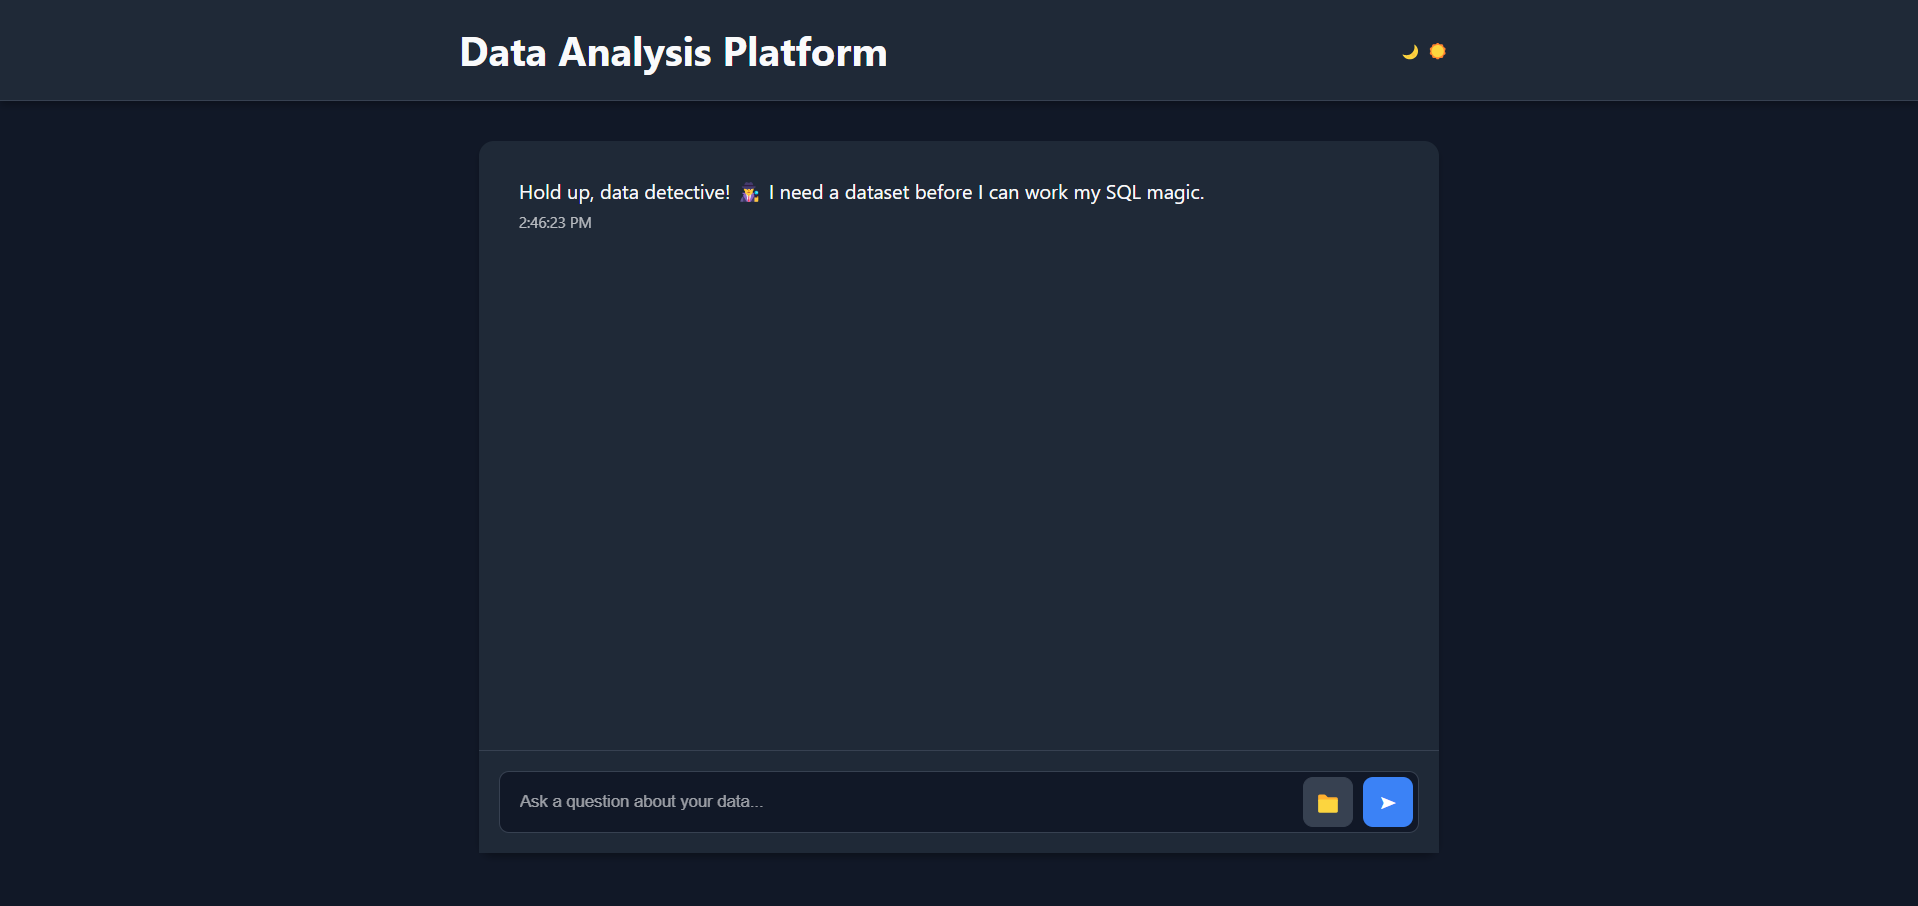 Data Analysis Platform
Hold up, data detective! 🕵️‍♀️ I need a dataset before I can work my SQL magic.
2:46:23 PM
Ask a question about your data...